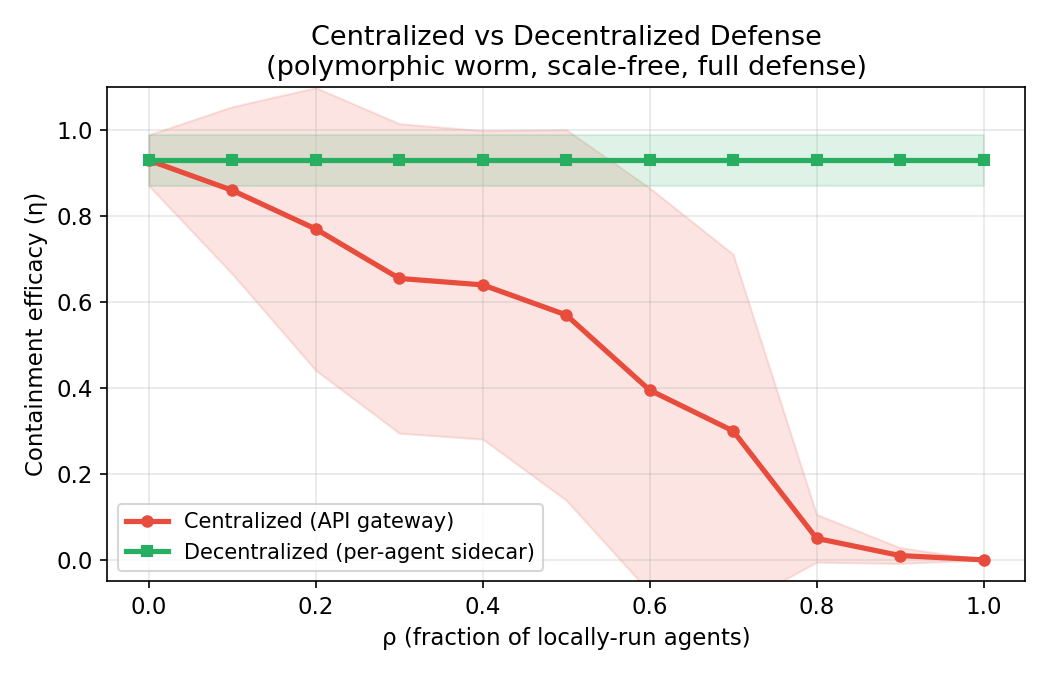 Centralized vs Decentralized Defense
(polymorphic worm, scale-free, full defense)
Containment efficacy (η)
1.0
0.8
0.6
0.4
0.2
0.0
Centralized (API gateway)
Decentralized (per-agent sidecar)
0.0 0.2 0.4 0.6 0.8 1.0
ρ (fraction of locally-run agents)